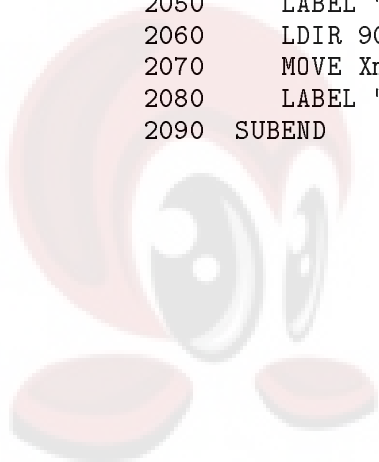 2050 LABEL "
2060 LDIR 90
2070 MOVE
2080 LABEL "
2090 SUBEND